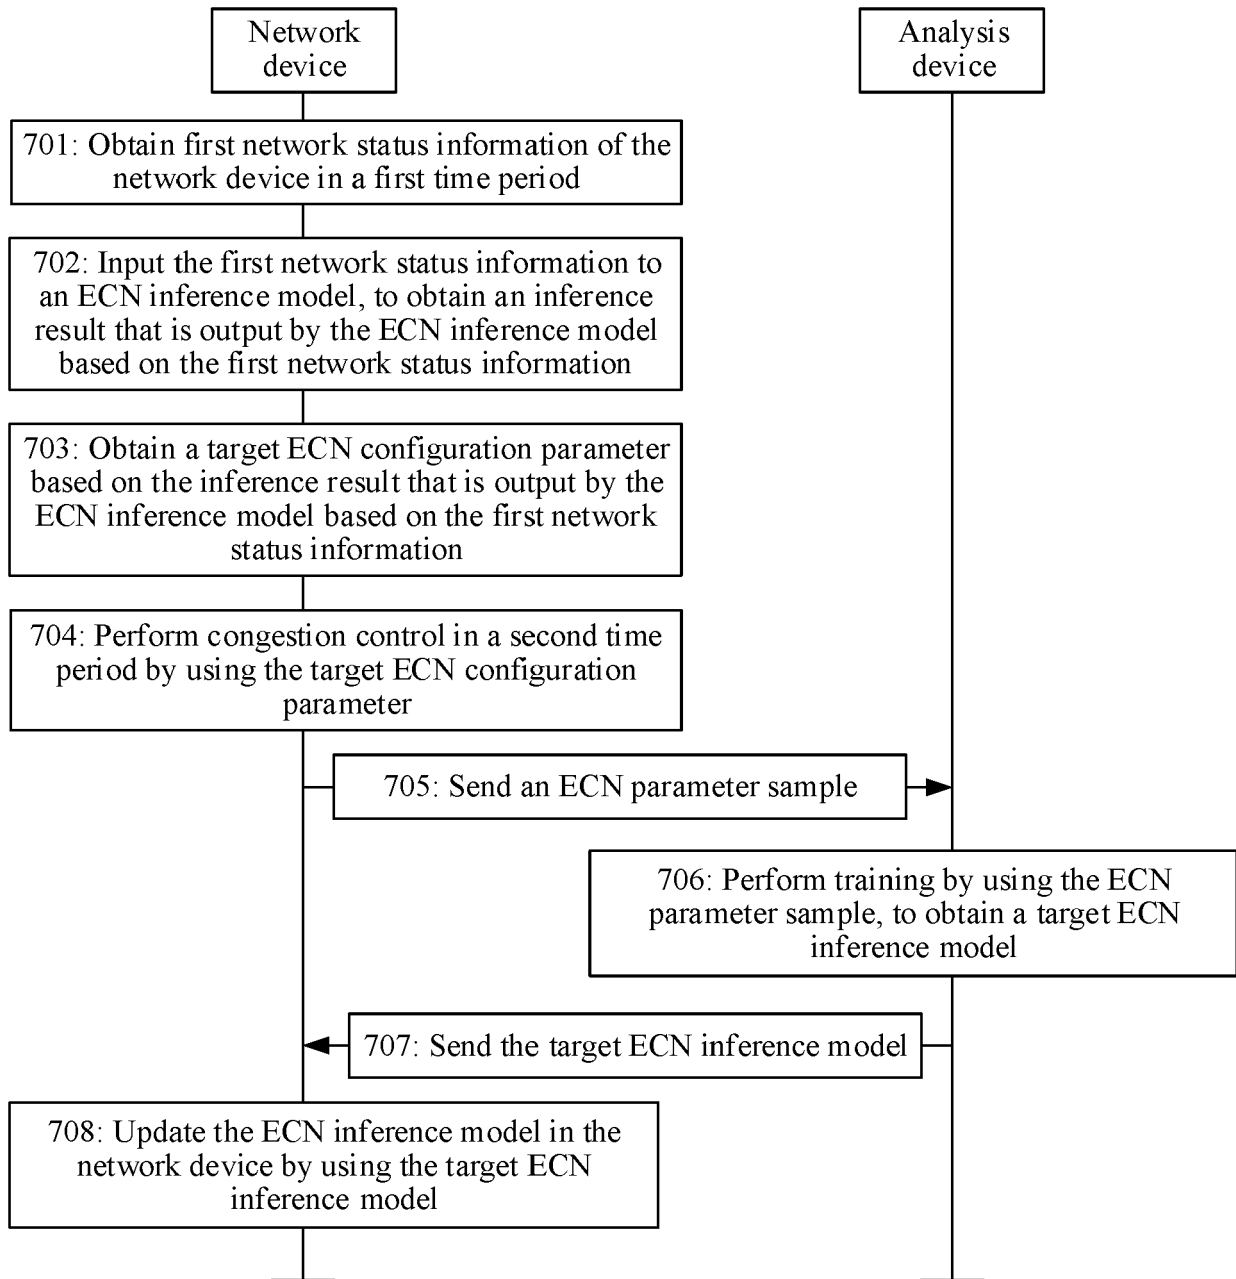 Network
device
Analysis
device
701: Obtain first network status information of the
network device in a first time period
702: Input the first network status information to
an ECN inference model, to obtain an inference
result that is output by the ECN inference model
based on the first network status information
703: Obtain a target ECN configuration parameter
based on the inference result that is output by the
ECN inference model based on the first network
status information
704: Perform congestion control in a second time
period by using the target ECN configuration
parameter
705: Send an ECN parameter sample
706: Perform training by using the ECN
parameter sample, to obtain a target ECN
inference model
707: Send the target ECN inference model
708: Update the ECN inference model in the
network device by using the target ECN
inference model